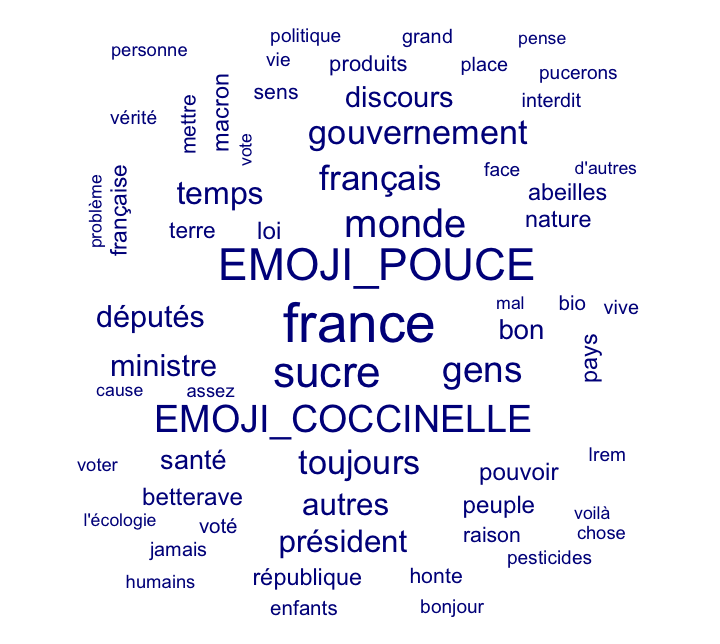 politique
grand
pense
personne
vie
produits
place
pucerons
sens
discours
interdit
mettre
macron
vérité
gouvernement
vote
français
face
d'autres
temps
abeilles
problème
française
monde
nature
terre
loi
EMOJI_POUCE
députés
france
mal
bio
vive
bon
pays
ministre
sucre
gens
cause
assez
EMOJI_COCCINELLE
voter
santé
toujours
pouvoir
lrem
betterave
autres
peuple
l'écologie
voté
voilà
jamais
président
raison
chose
pesticides
humains
république
honte
enfants
bonjour